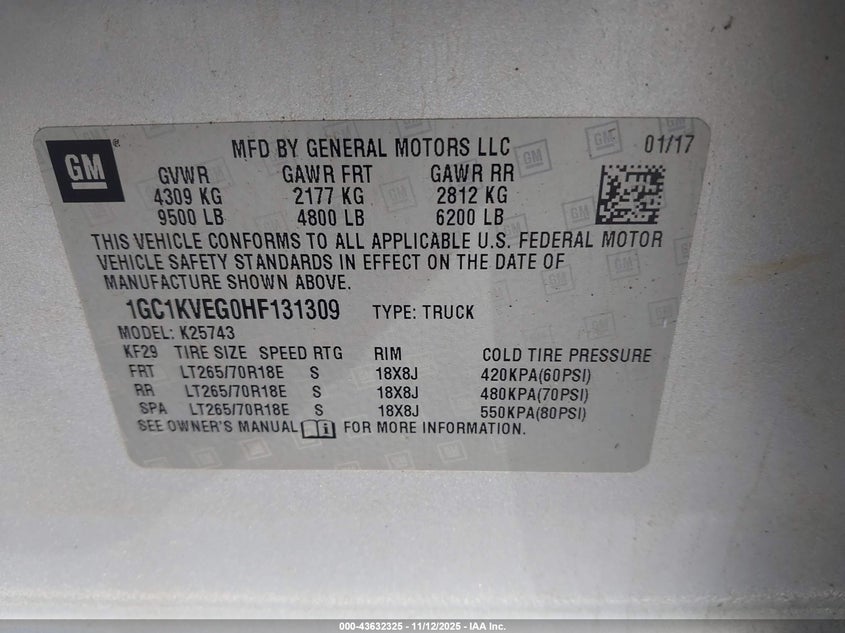 GM ® MFD BY GENERAL MOTORS LLC 01/17
GVWR GAWR FRT GAWR RR
4309 KG 2177 KG 2812 KG
9500 LB 4800 LB 6200 LB
THIS VEHICLE CONFORMS TO ALL APPLICABLE U.S. FEDERAL MOTOR
VEHICLE SAFETY STANDARDS IN EFFECT ON THE DATE OF
MANUFACTURE SHOWN ABOVE.
1GC1KVEG0HF131309 TYPE: TRUCK
MODEL: K25743
KF29 TIRE SIZE SPEED RTG RIM COLD TIRE PRESSURE
FRT LT265/70R18E S 18X8J 420KPA(60PSI)
RR LT265/70R18E S 18X8J 480KPA(70PSI)
SPA LT265/70R18E S 18X8J 550KPA(80PSI)
SEE OWNER'S MANUAL FOR MORE INFORMATION.
000-43632325 - 11/12/2025 - IAA Inc.